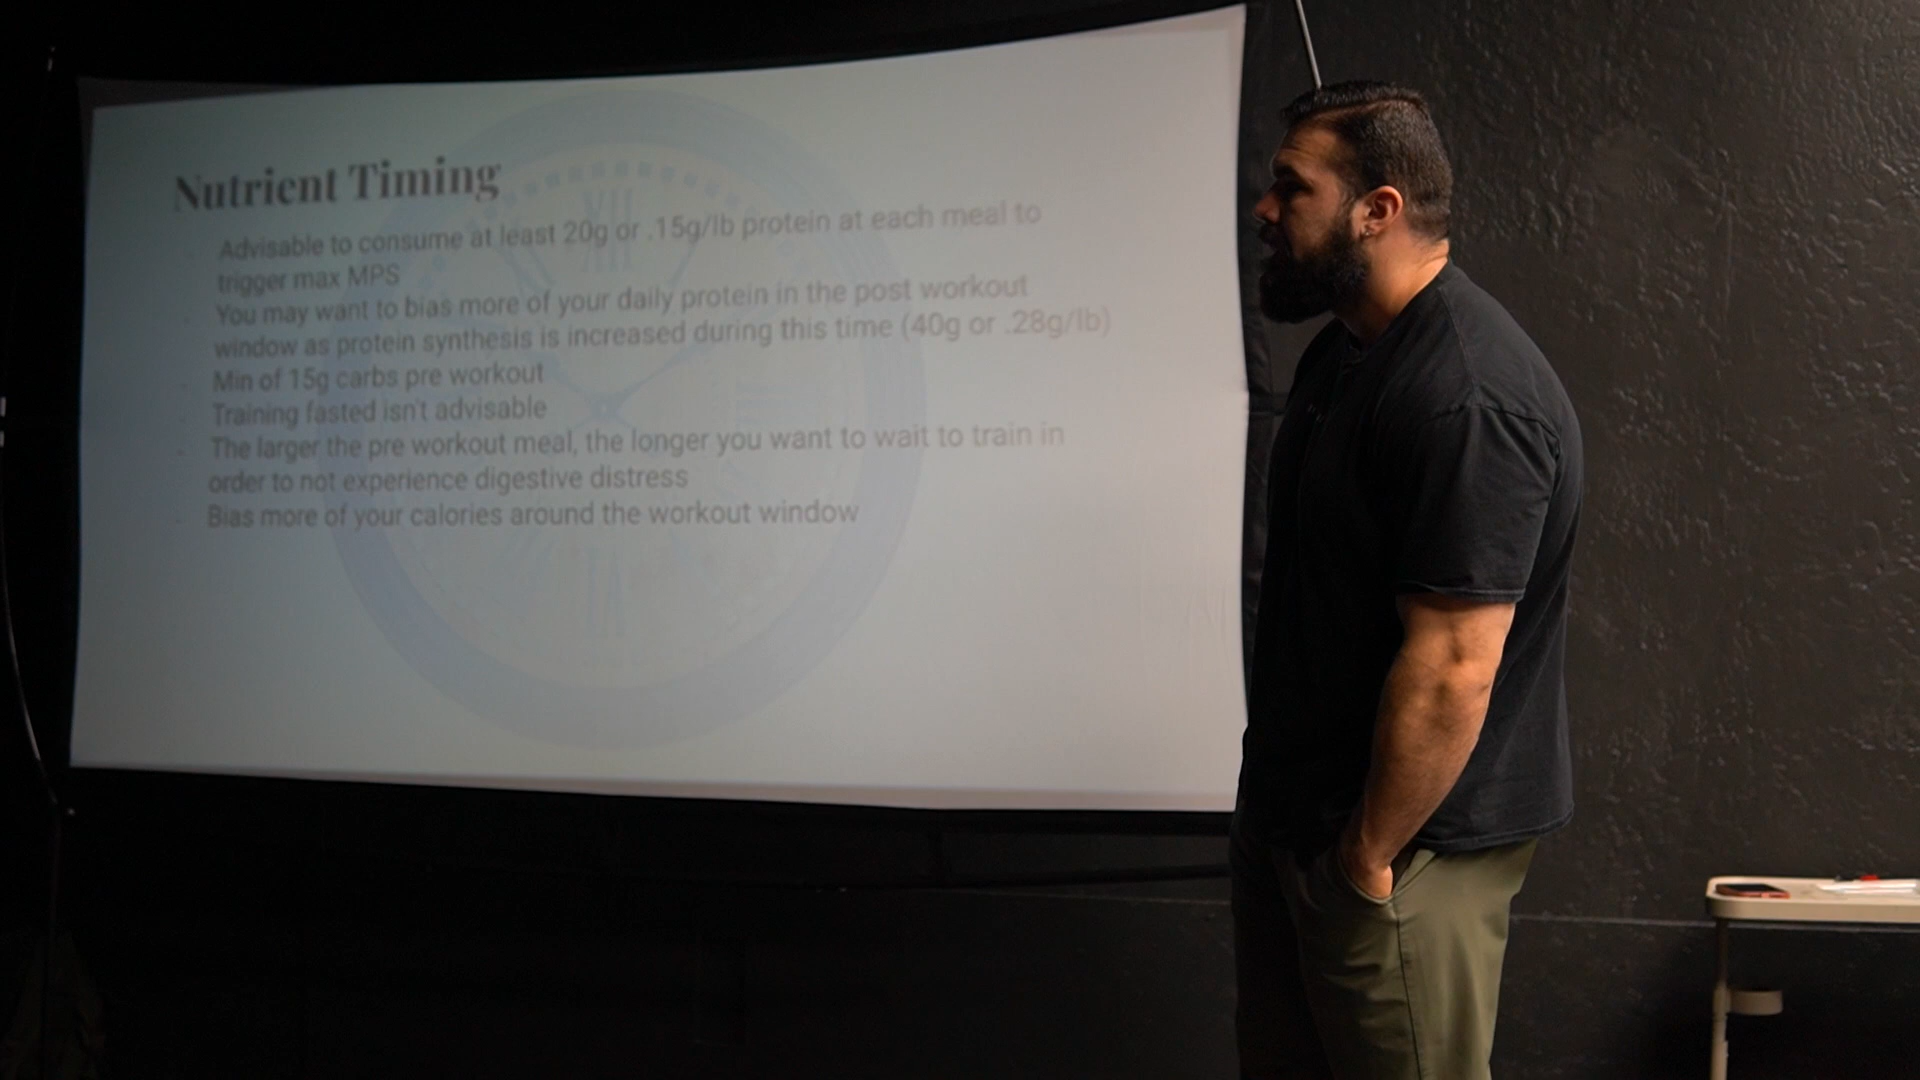 Nutrient Timing
Advisable to consume at least 20g or .15g/lb protein at each meal to
trigger max MPS
You may want to bias more of your daily protein in the post workout
window as protein synthesis is increased during this time (40g or .28g/lb)
Min of 15g carbs pre workout
Training fasted isn't advisable
The larger the pre workout meal, the longer you want to wait to train in
order to not experience digestive distress
Bias more of your calories around the workout window